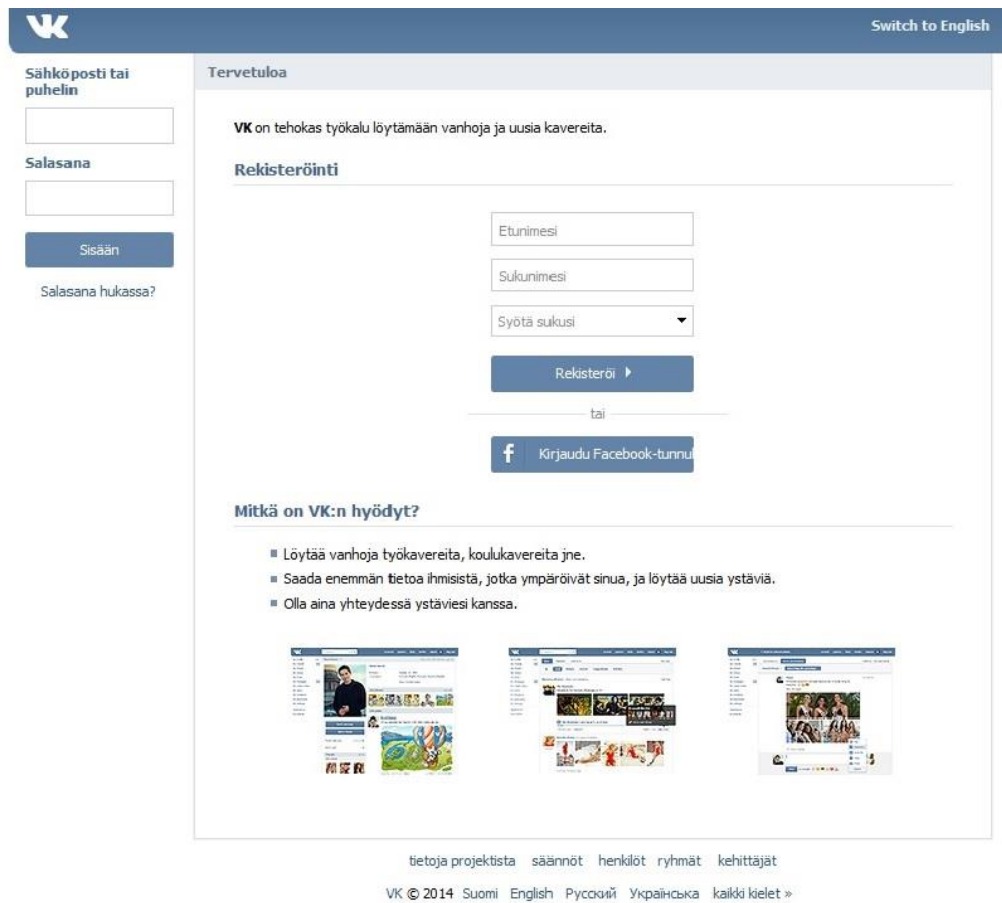 Switch to English
Sähköposti tai
puhelin
Salasana
Sisään
Salasana hukassa?
Tervetuloa
VK on tehokas työkalu löytämään vanhoja ja uusia kavereita.
Rekisteröinti
Etunimesi
Sukunimesi
Syötä sukusi
Rekisteröi
tai
f Kirjaudu Facebook-tunnul
Mitkä on VK:n hyödyt?
Löytää vanhoja työkavereita, koulukavereita jne.
Saada enemmän tietoa ihmisistä, jotka ympäröivät sinua, ja löytää uusia ystäviä.
Olla aina yhteydessä ystäviesi kanssa.
tietoja projektista säännöt henkilöt ryhmät kehittäjät
VK © 2014 Suomi English Русский Українська kaikki kielet »